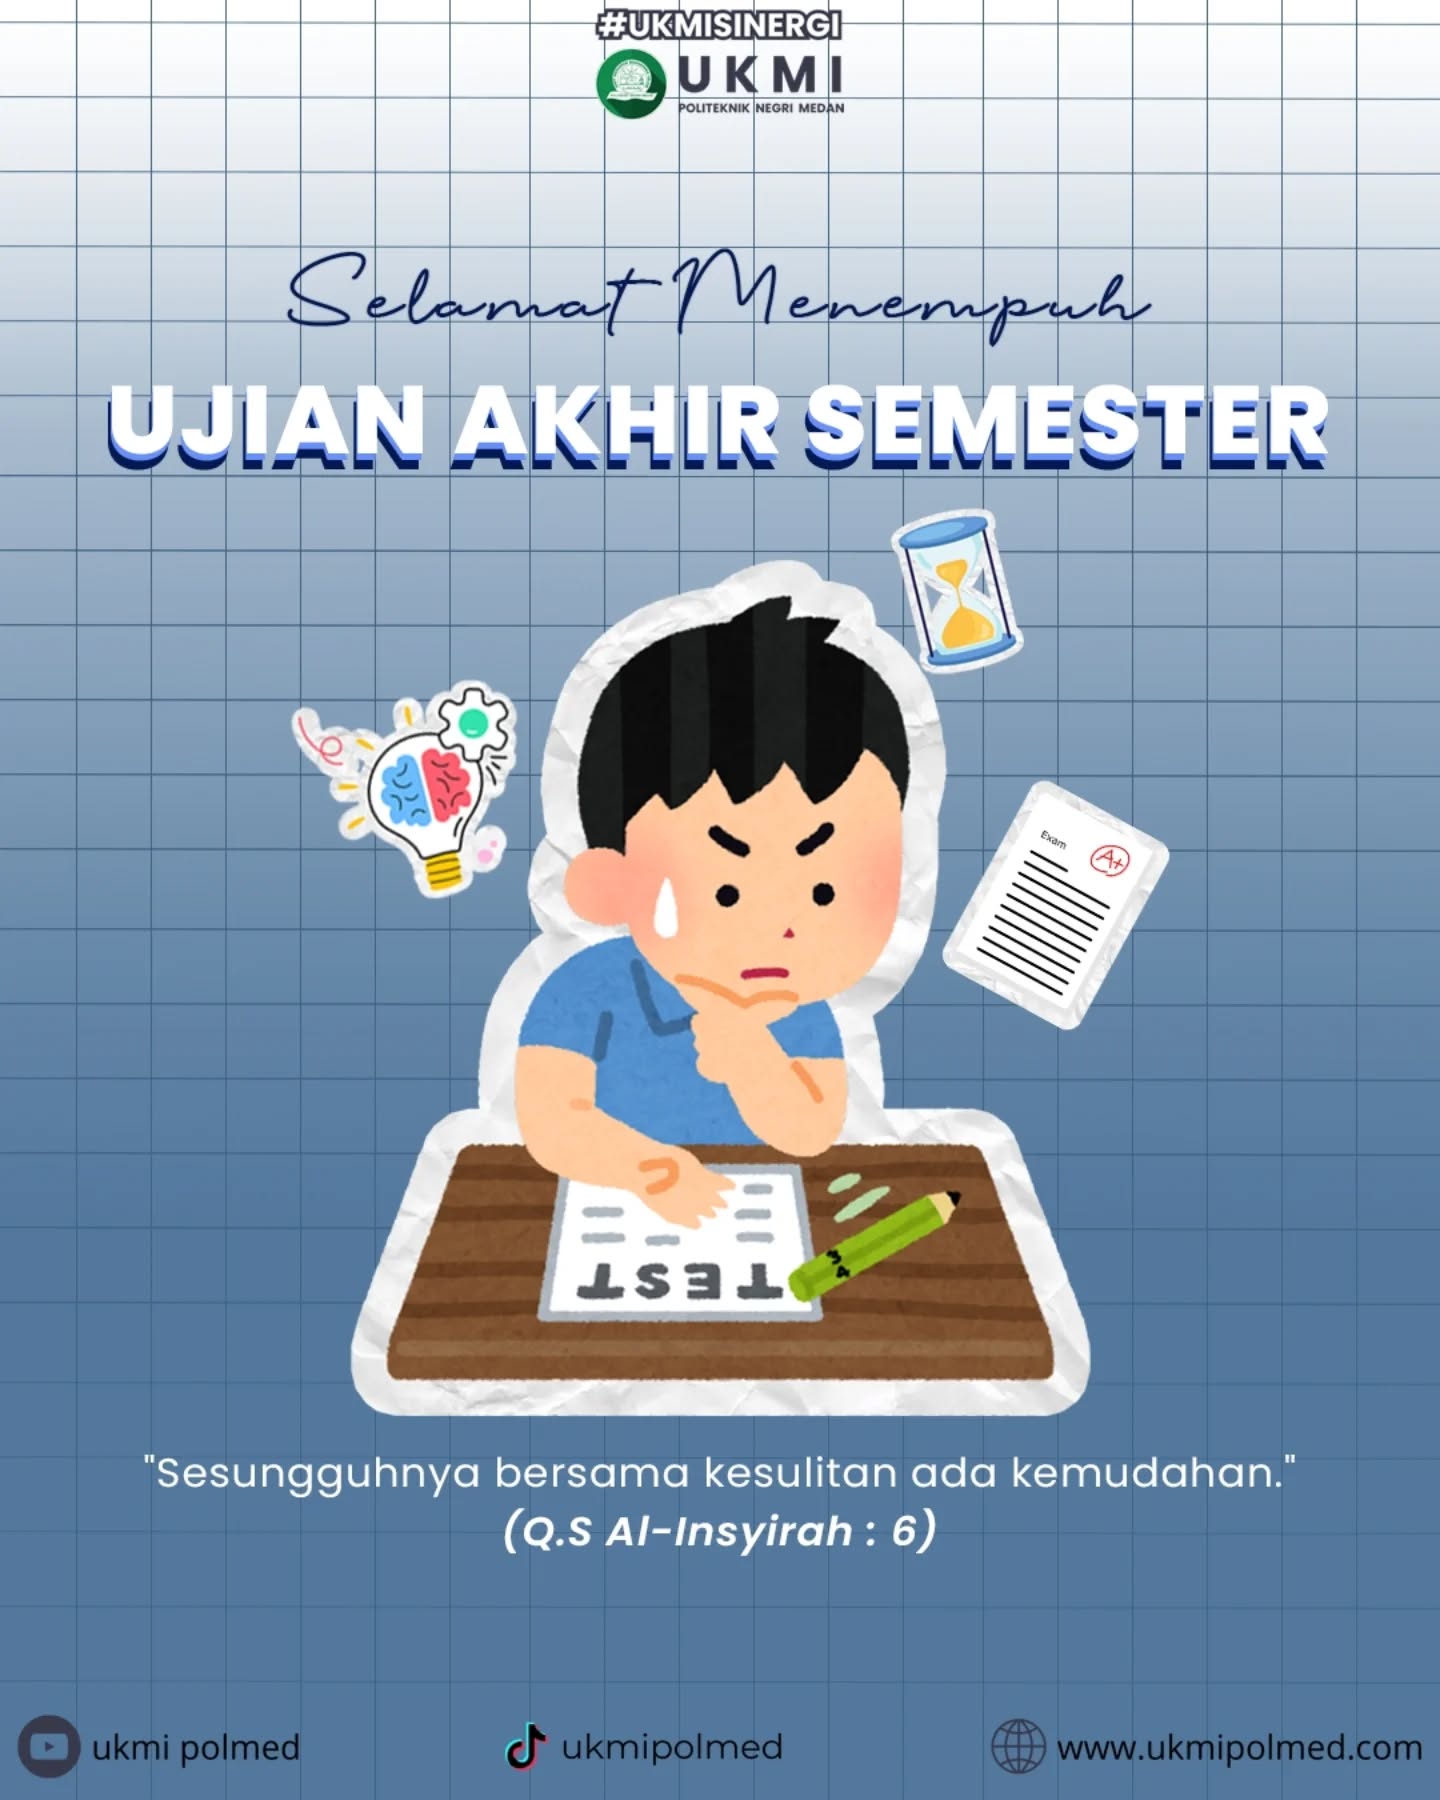 #UKMISINERGI
UKMI
POLITEKNIK NEGRI MEDAN
Selamat Menempuh
UJIAN AKHIR SEMESTER
Exam
A+
TEST
"Sesungguhnya bersama kesulitan ada kemudahan."
(Q.S Al-Insyirah : 6)
ukmi polmed
ukmipolmed
www.ukmipolmed.com